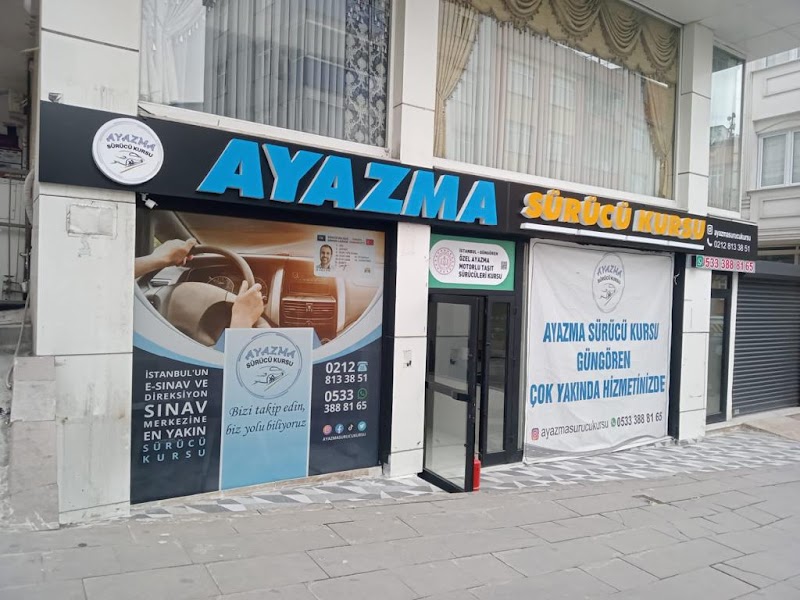 AYAZMA
SÜRÜCÜ KURSU
AYAZMA
SÜRÜCÜ KURSU
ayazmasurucukursu
0212 813 38 51
0533 388 81 65
İSTANBUL - GÜNGÖREN
ÖZEL AYAZMA
MOTORLU TAŞIT
SÜRÜCÜLERİ KURSU
İSTANBUL'UN
E-SINAV VE
DİREKSİYON
SINAV
MERKEZİNE
EN YAKIN
SÜRÜCÜ
KURSU
AYAZMA
SÜRÜCÜ KURSU
Bizi takip edin,
biz yolu biliyoruz
0212
813 38 51
0533
388 81 65
AYAZMASURUCUKURSU
AYAZMA
SÜRÜCÜ KURSU
AYAZMA SÜRÜCÜ KURSU
GÜNGÖREN
ÇOK YAKINDA HİZMETİNİZDE
ayazmasurucukursu 0533 388 81 65